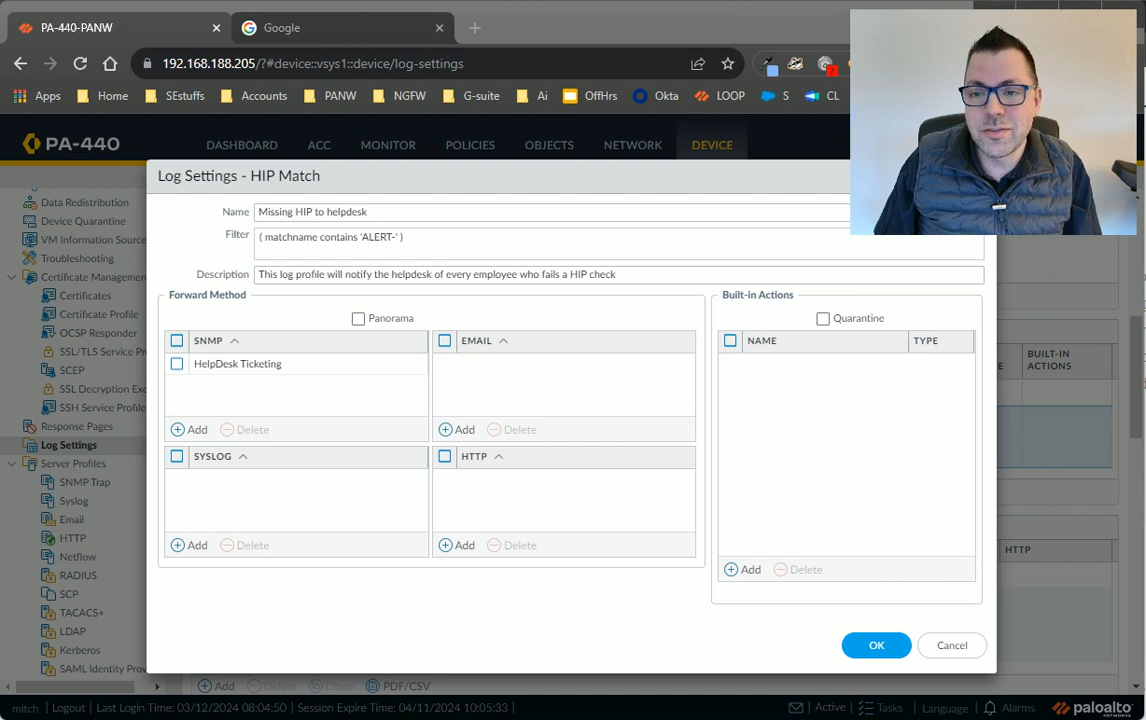 PA-440-PANW
Google
192.168.188.205/?#device::vsys1::device/log-settings
7
Apps Home SEstuffs Accounts PANW NGFW G-suite Ai OffHrs Okta LOOP S CL
PA-440 DASHBOARD ACC MONITOR POLICIES OBJECTS NETWORK DEVICE
Data Redistribution
Device Quarantine
VM Information Source
Troubleshooting
Certificate Managemen
Certificates
Certificate Profile
OCSP Responder
SSL/TLS Service Pr
SCEP
SSL Decryption Exc
SSH Service Profile
Response Pages
Log Settings
Server Profiles
SNMP Trap
Syslog
Email
HTTP
Netflow
RADIUS
SCP
TACACS+
LDAP
Kerberos
SAML Identity Prov
Log Settings - HIP Match
Name Missing HIP to helpdesk
Filter ( matchname contains 'ALERT-' )
Description This log profile will notify the helpdesk of every employee who fails a HIP check
Forward Method
Panorama
SNMP
HelpDesk Ticketing
Add Delete
EMAIL
Add Delete
SYSLOG
Add Delete
HTTP
Add Delete
Built-in Actions
Quarantine
NAME TYPE
Add Delete
OK Cancel
E
BUILT-IN
ACTIONS
HTTP
Add Delete Clone PDF/CSV
mitch Logout Last Login Time: 03/12/2024 08:04:50 Session Expire Time: 04/11/2024 10:05:33 Active Tasks Language Alarms paloalto
NETWORKS